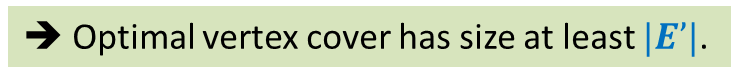 ➔ Optimal vertex cover has size at least |E'|.